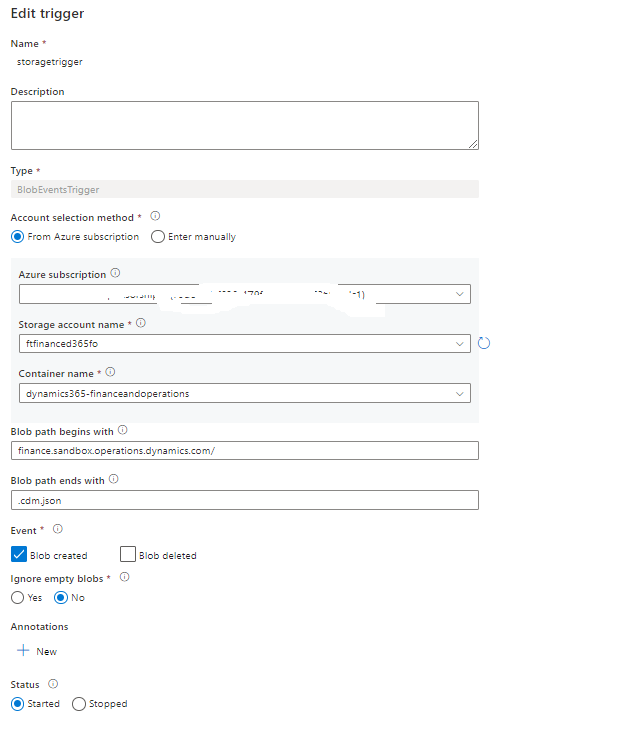 Edit trigger
Name *
storagetrigger
Description
Type *
BlobEventsTrigger
Account selection method *
From Azure subscription Enter manually
Azure subscription
Storage account name *
ftfinanced365fo
Container name *
dynamics365-financeandoperations
Blob path begins with
finance.sandbox.operations.dynamics.com/
Blob path ends with
.cdm.json
Event *
Blob created Blob deleted
Ignore empty blobs *
Yes No
Annotations
+ New
Status
Started Stopped